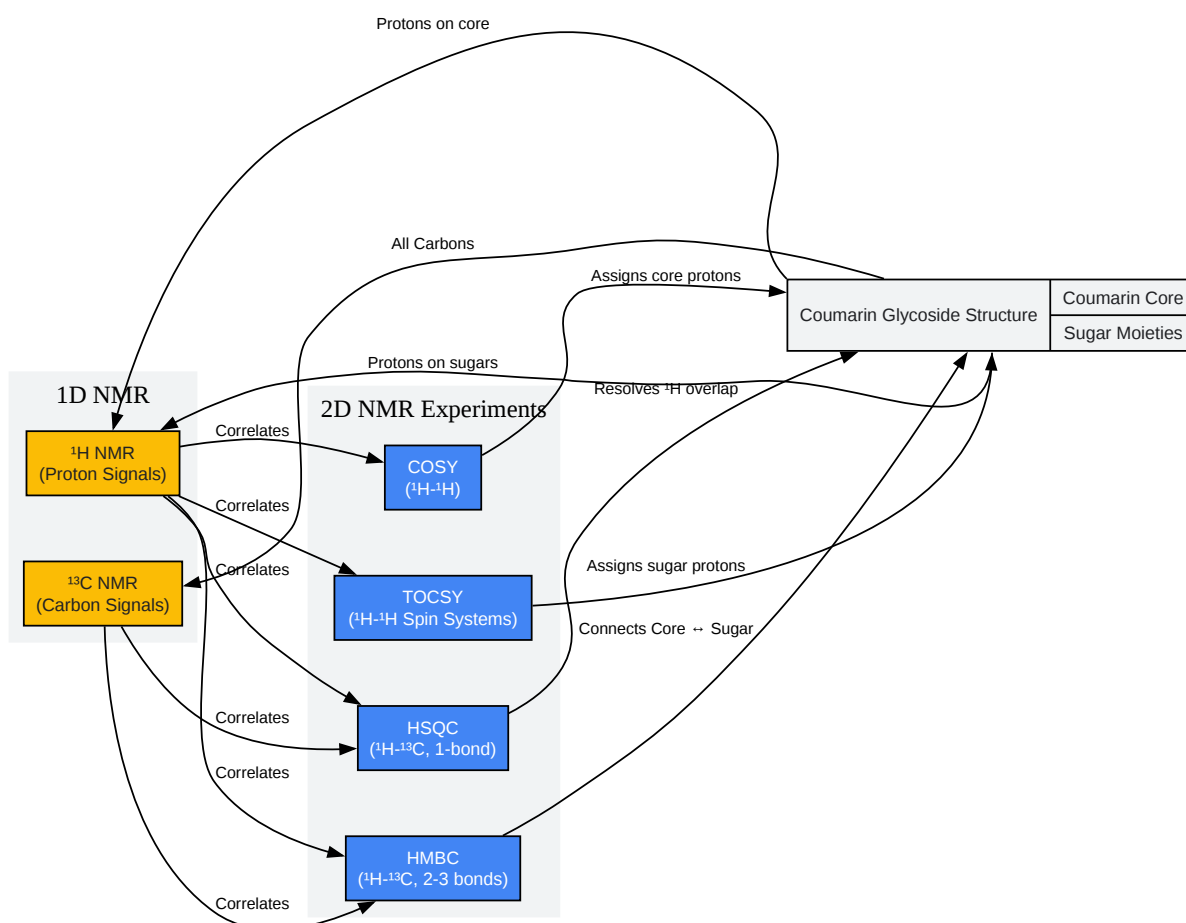 Protons on core
All Carbons
Assigns core protons
Coumarin Glycoside Structure
Coumarin Core
Sugar Moieties
Protons on sugars
Resolves ¹H overlap
1D NMR
2D NMR Experiments
¹H NMR
(Proton Signals)
Correlates
COSY
(¹H-¹H)
Correlates
¹³C NMR
(Carbon Signals)
Correlates
TOCSY
(¹H-¹H Spin Systems)
Assigns sugar protons
Connects Core ↔ Sugar
Correlates
HSQC
(¹H-¹³C, 1-bond)
Correlates
HMBC
(¹H-¹³C, 2-3 bonds)
Correlates